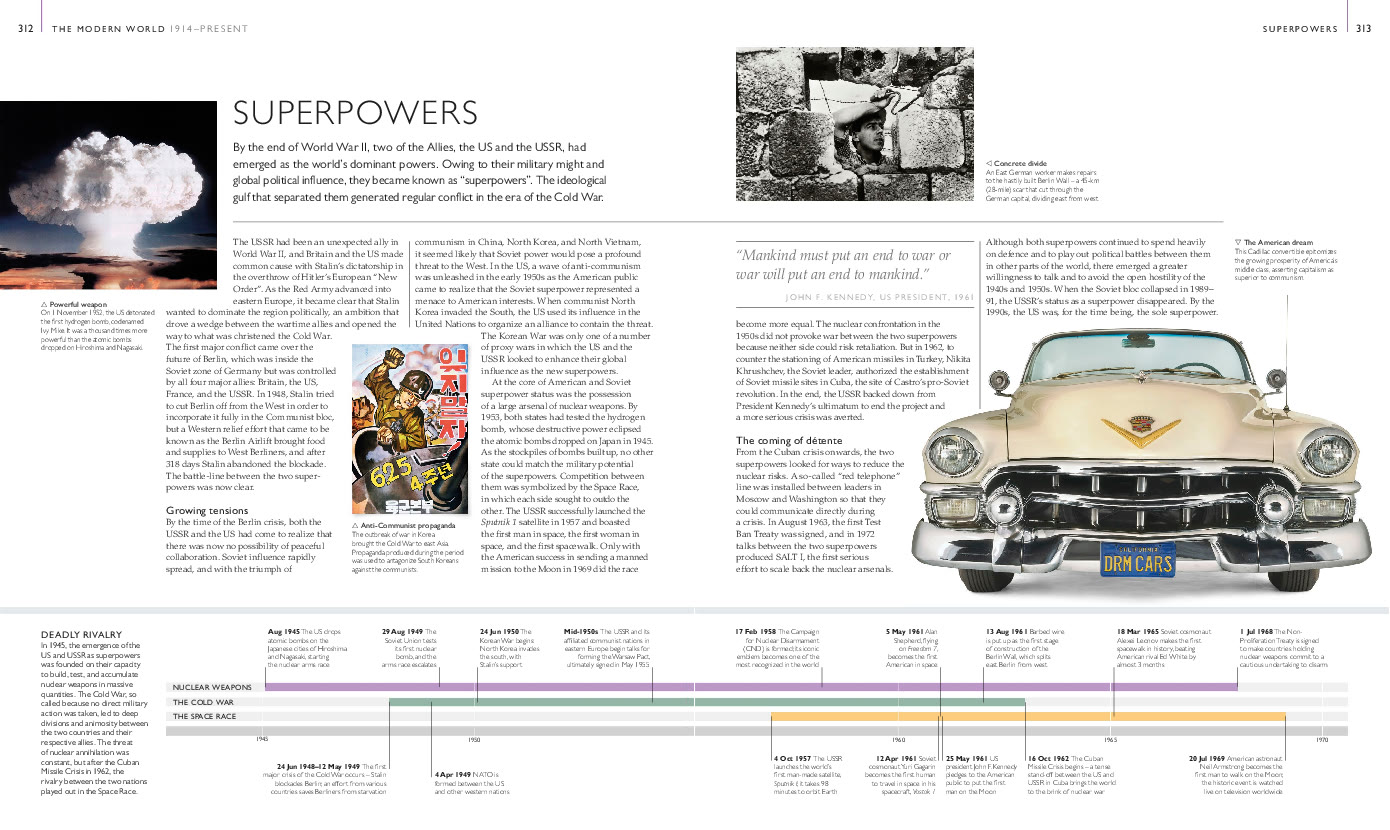 312
THE MODERN WORLD 1914–PRESENT
SUPERPOWERS
313
SUPERPOWERS
By the end of World War II, two of the Allies, the US and the USSR, had
emerged as the world's dominant powers. Owing to their military might and
global political influence, they became known as “superpowers”. The ideological
gulf that separated them generated regular conflict in the era of the Cold War.
△ Powerful weapon
On 1 November 1952, the US detonated
the first hydrogen bomb, codenamed
Ivy Mike. It was a thousand times more
powerful than the atomic bombs
dropped on Hiroshima and Nagasaki.
The USSR had been an unexpected ally in
World War II, and Britain and the US made
common cause with Stalin's dictatorship in
the overthrow of Hitler's European “New
Order”. As the Red Army advanced into
eastern Europe, it became clear that Stalin
wanted to dominate the region politically, an ambition that
drove a wedge between the wartime allies and opened the
way to what was christened the Cold War.
The first major conflict came over the
future of Berlin, which was inside the
Soviet zone of Germany but was controlled
by all four major allies: Britain, the US,
France, and the USSR. In 1948, Stalin tried
to cut Berlin off from the West in order to
incorporate it fully in the Communist bloc,
but a Western relief effort that came to be
known as the Berlin Airlift brought food
and supplies to West Berliners, and after
318 days Stalin abandoned the blockade.
The battle-line between the two super-
powers was now clear.
Growing tensions
By the time of the Berlin crisis, both the
USSR and the US had come to realize that
there was now no possibility of peaceful
collaboration. Soviet influence rapidly
spread, and with the triumph of
communism in China, North Korea, and North Vietnam,
it seemed likely that Soviet power would pose a profound
threat to the West. In the US, a wave of anti-communism
was unleashed in the early 1950s as the American public
came to realize that the Soviet superpower represented a
menace to American interests. When communist North
Korea invaded the South, the US used its influence in the
United Nations to organize an alliance to contain the threat.
The Korean War was only one of a number
of proxy wars in which the US and the
USSR looked to enhance their global
influence as the new superpowers.
At the core of American and Soviet
superpower status was the possession
of a large arsenal of nuclear weapons. By
1953, both states had tested the hydrogen
bomb, whose destructive power eclipsed
the atomic bombs dropped on Japan in 1945.
As the stockpiles of bombs built up, no other
state could match the military potential
of the superpowers. Competition between
them was symbolized by the Space Race,
in which each side sought to outdo the
other. The USSR successfully launched the
Sputnik 1 satellite in 1957 and boasted
the first man in space, the first woman in
space, and the first spacewalk. Only with
the American success in sending a manned
mission to the Moon in 1969 did the race
잊지말자
625
4주년
△ Anti-Communist propaganda
The outbreak of war in Korea
brought the Cold War to east Asia.
Propaganda produced during the period
was used to antagonize South Koreans
against the communists.
◁ Concrete divide
An East German worker makes repairs
to the hastily built Berlin Wall – a 45-km
(28-mile) scar that cut through the
German capital, dividing east from west.
“Mankind must put an end to war or
war will put an end to mankind.”
JOHN F. KENNEDY, US PRESIDENT, 1961
become more equal. The nuclear confrontation in the
1950s did not provoke war between the two superpowers
because neither side could risk retaliation. But in 1962, to
counter the stationing of American missiles in Turkey, Nikita
Khrushchev, the Soviet leader, authorized the establishment
of Soviet missile sites in Cuba, the site of Castro's pro-Soviet
revolution. In the end, the USSR backed down from
President Kennedy's ultimatum to end the project and
a more serious crisis was averted.
The coming of détente
From the Cuban crisis onwards, the two
superpowers looked for ways to reduce the
nuclear risks. A so-called “red telephone”
line was installed between leaders in
Moscow and Washington so that they
could communicate directly during
a crisis. In August 1963, the first Test
Ban Treaty was signed, and in 1972
talks between the two superpowers
produced SALT I, the first serious
effort to scale back the nuclear arsenals.
Although both superpowers continued to spend heavily
on defence and to play out political battles between them
in other parts of the world, there emerged a greater
willingness to talk and to avoid the open hostility of the
1940s and 1950s. When the Soviet bloc collapsed in 1989–
91, the USSR's status as a superpower disappeared. By the
1990s, the US was, for the time being, the sole superpower.
▽ The American dream
This Cadillac convertible epitomizes
the growing prosperity of America's
middle class, asserting capitalism as
superior to communism.
CALIFORNIA
DRM CARS
DEADLY RIVALRY
In 1945, the emergence of the
US and USSR as superpowers
was founded on their capacity
to build, test, and accumulate
nuclear weapons in massive
quantities. The Cold War, so
called because no direct military
action was taken, led to deep
divisions and animosity between
the two countries and their
respective allies. The threat
of nuclear annihilation was
constant, but after the Cuban
Missile Crisis in 1962, the
rivalry between the two nations
played out in the Space Race.
Aug 1945 The US drops
atomic bombs on the
Japanese cities of Hiroshima
and Nagasaki, starting
the nuclear arms race
29 Aug 1949 The
Soviet Union tests
its first nuclear
bomb, and the
arms race escalates
24 Jun 1950 The
Korean War begins
North Korea invades
the south, with
Stalin's support
Mid-1950s The USSR and its
affiliated communist nations in
eastern Europe begin talks for
forming the Warsaw Pact,
ultimately signed in May 1955
17 Feb 1958 The Campaign
for Nuclear Disarmament
(CND) is formed; its iconic
emblem becomes one of the
most recognized in the world
5 May 1961 Alan
Shepherd, flying
on Freedom 7,
becomes the first
American in space
13 Aug 1961 Barbed wire
is put up as the first stage
of construction of the
Berlin Wall, which splits
east Berlin from west
18 Mar 1965 Soviet cosmonaut
Alexei Leonov makes the first
spacewalk in history, beating
American rival Ed White by
almost 3 months
1 Jul 1968 The Non-
Proliferation Treaty is signed
to make countries holding
nuclear weapons commit to a
cautious undertaking to disarm
NUCLEAR WEAPONS
THE COLD WAR
THE SPACE RACE
1945
1950
1960
1965
1970
24 Jun 1948–12 May 1949 The first
major crisis of the Cold War occurs – Stalin
blockades Berlin; an effort from various
countries saves Berliners from starvation
4 Apr 1949 NATO is
formed between the US
and other western nations
4 Oct 1957 The USSR
launches the world's
first man-made satellite,
Sputnik 1; it takes 98
minutes to orbit Earth
12 Apr 1961 Soviet
cosmonaut Yuri Gagarin
becomes the first human
to travel in space in his
spacecraft, Vostok 1
25 May 1961 US
president John F. Kennedy
pledges to the American
public to put the first
man on the Moon
16 Oct 1962 The Cuban
Missile Crisis begins – a tense
stand-off between the US and
USSR in Cuba brings the world
to the brink of nuclear war
20 Jul 1969 American astronaut
Neil Armstrong becomes the
first man to walk on the Moon;
the historic event is watched
live on television worldwide